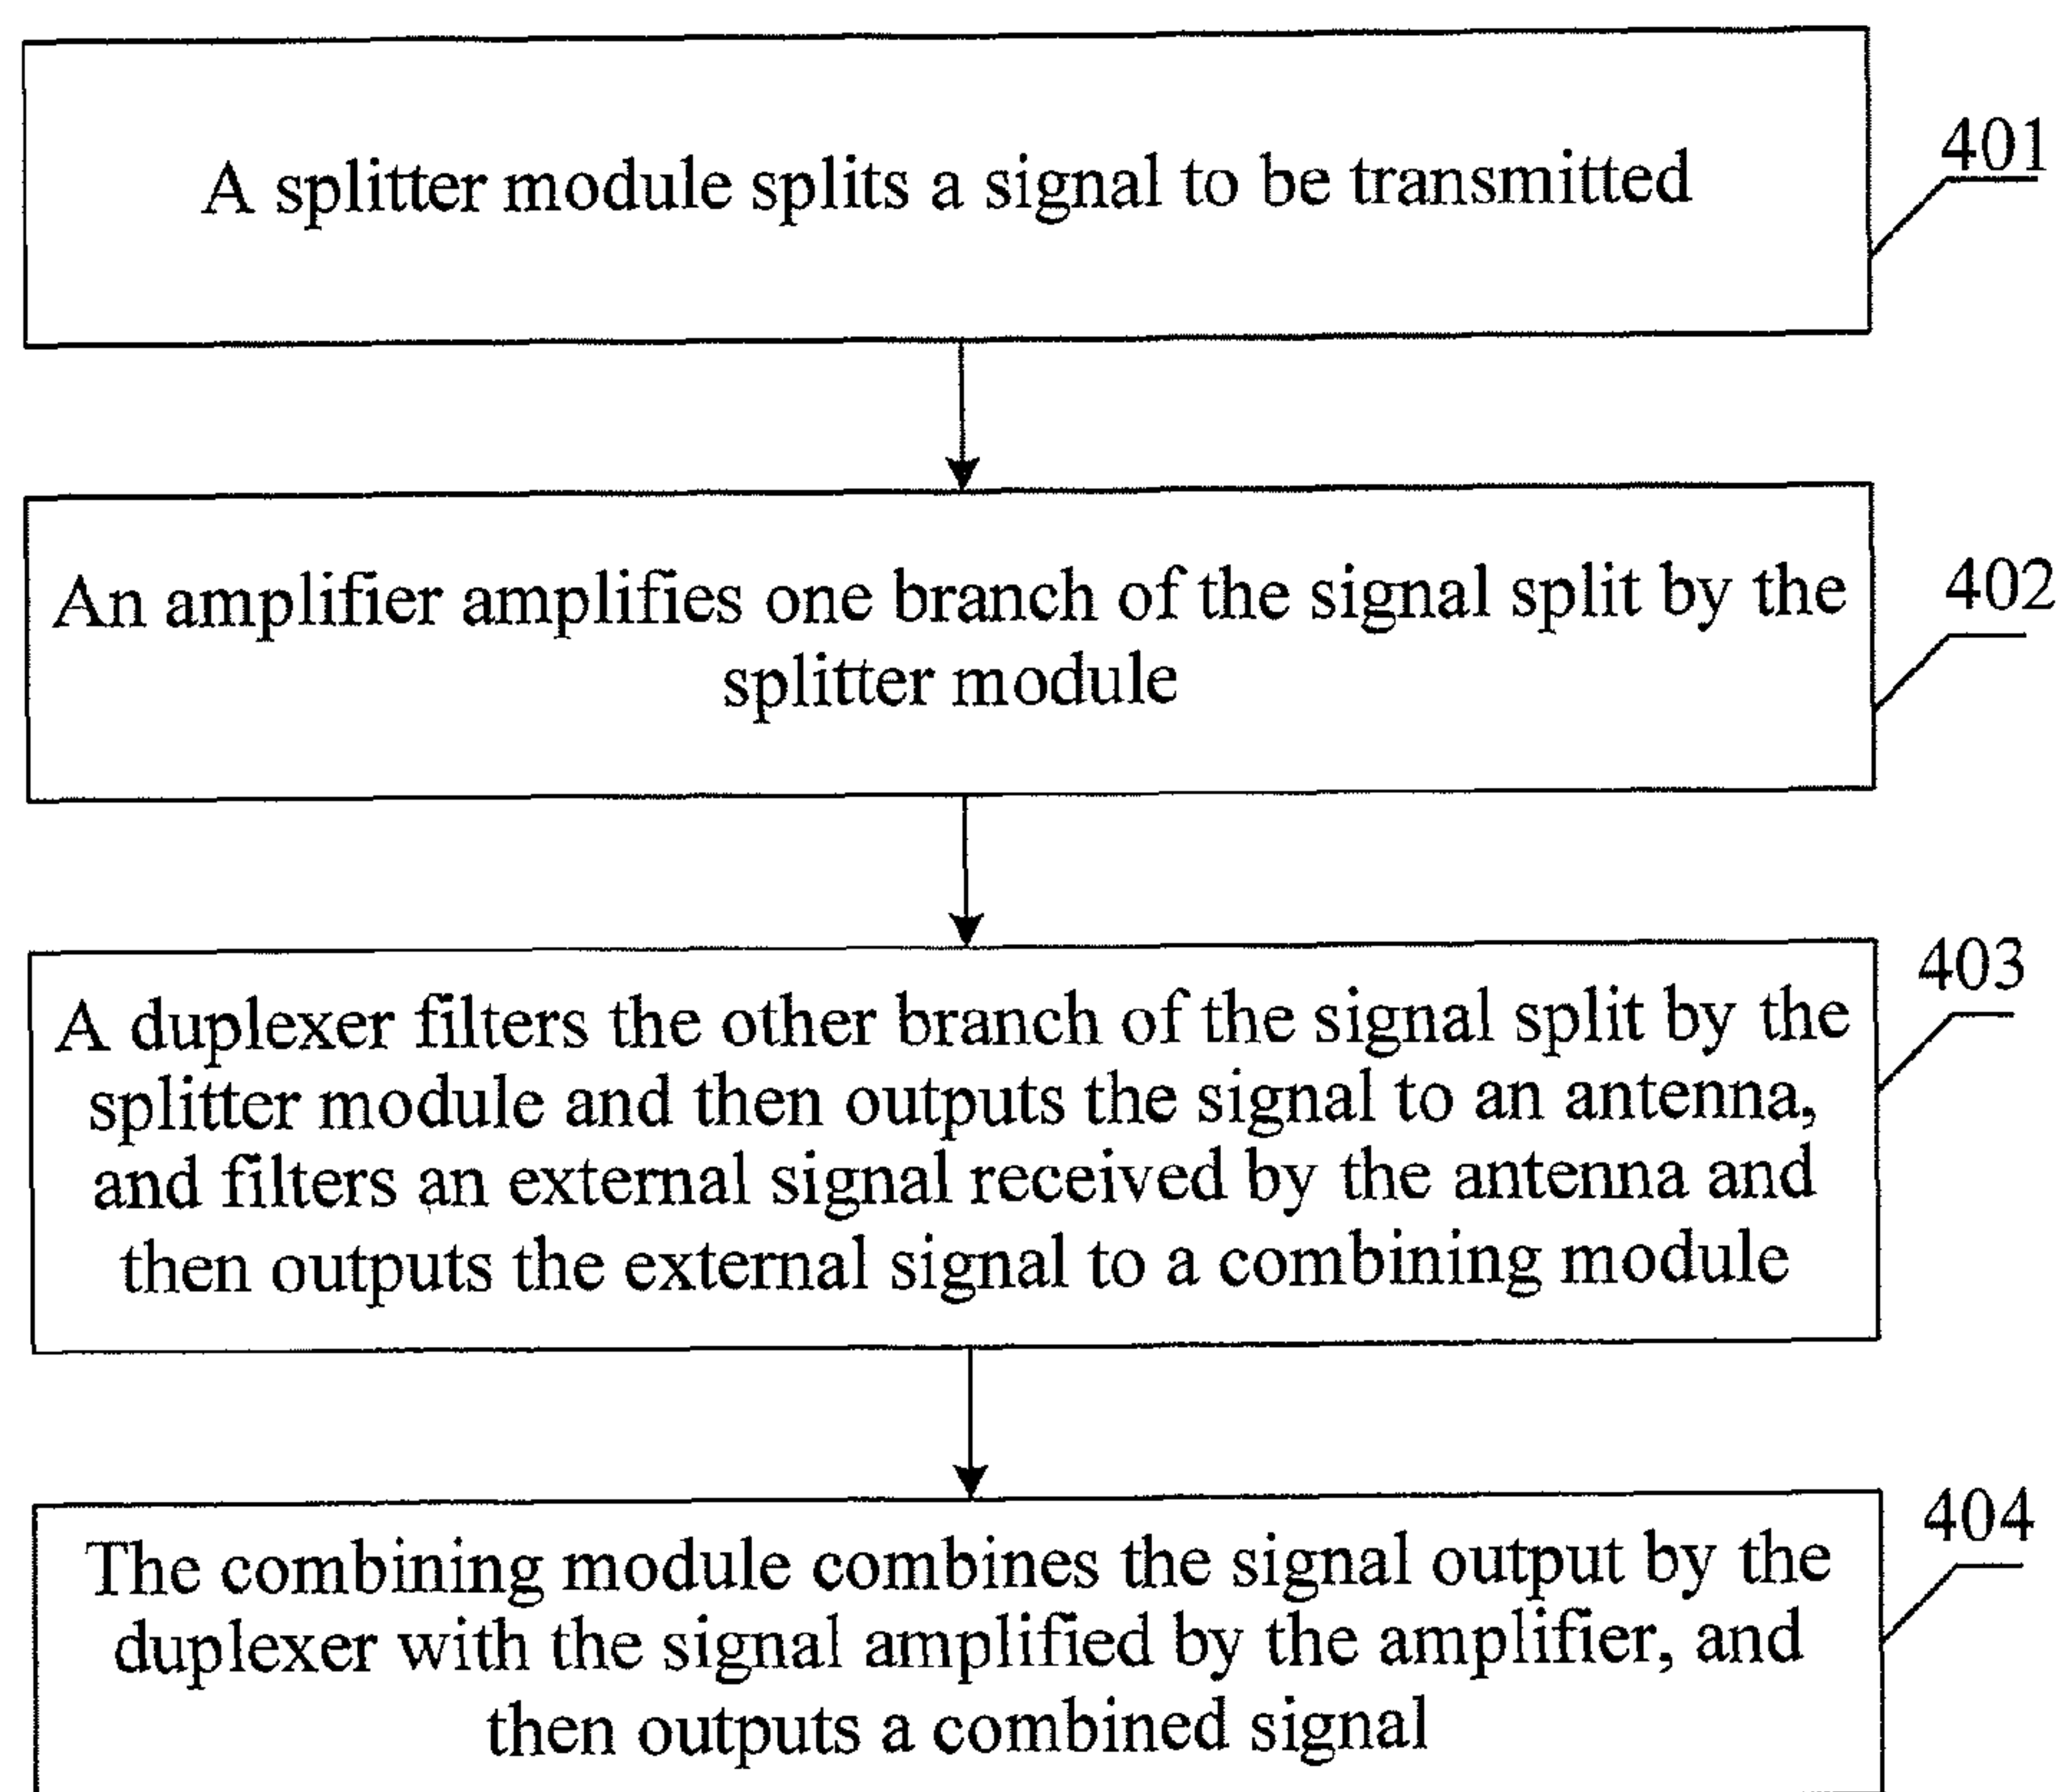 A splitter module splits a signal to be transmitted
401
An amplifier amplifies one branch of the signal split by the
splitter module
402
A duplexer filters the other branch of the signal split by the
splitter module and then outputs the signal to an antenna,
and filters an external signal received by the antenna and
then outputs the external signal to a combining module
403
The combining module combines the signal output by the
duplexer with the signal amplified by the amplifier, and
then outputs a combined signal
404